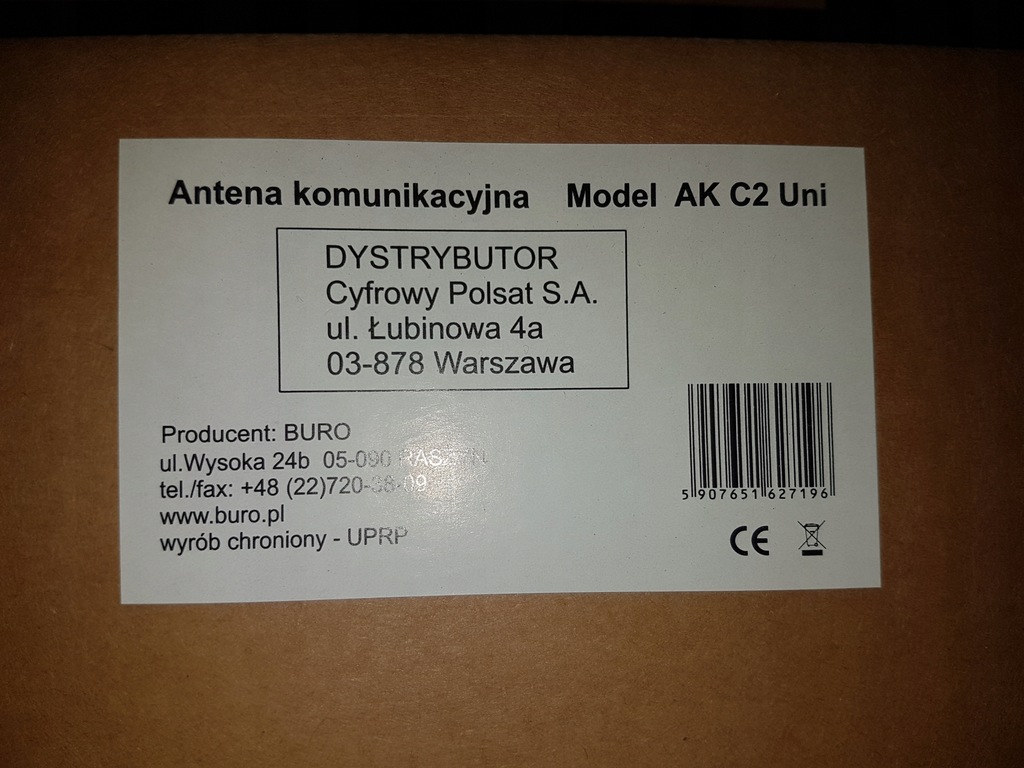 Antena komunikacyjna Model AK C2 Uni
DYSTRYBUTOR
Cyfrowy Polsat S.A.
ul. Łubinowa 4a
03-878 Warszawa
Producent: BURO
ul.Wysoka 24b 05-090 RASZYN
tel./fax: +48 (22)720-38-09
www.buro.pl
wyrób chroniony - UPRP
5 907651 627196
CE